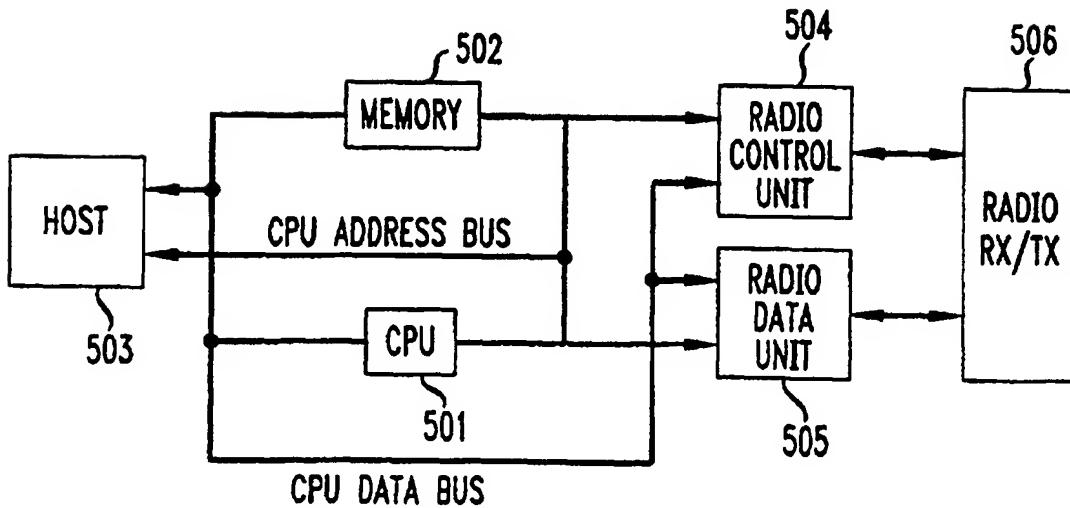 502
504
506
MEMORY
RADIO
CONTROL
UNIT
HOST
CPU ADDRESS BUS
RADIO
RX/TX
503
CPU
RADIO
DATA
UNIT
501
505
CPU DATA BUS